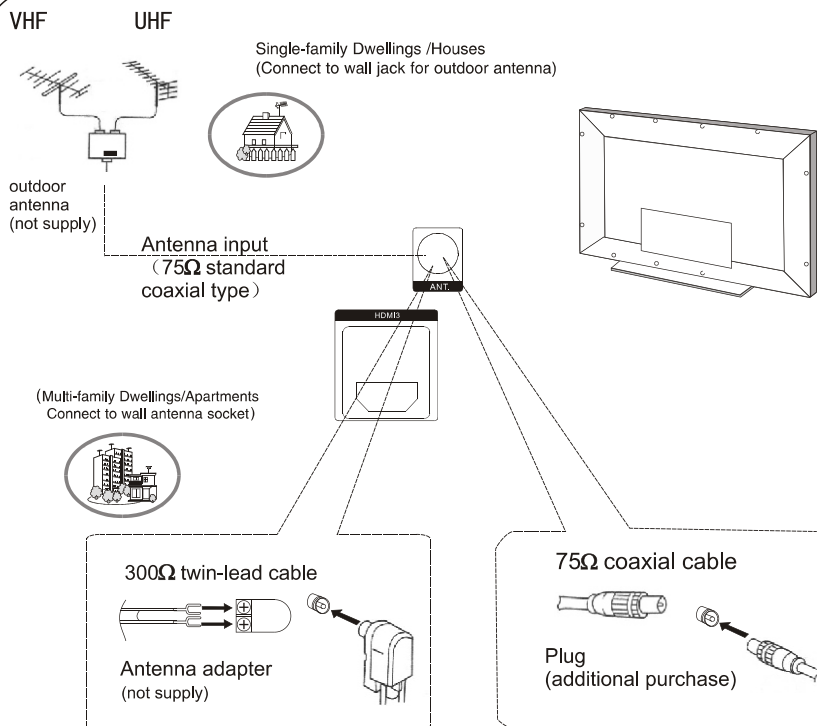 VHF UHF
Single-family Dwellings /Houses
(Connect to wall jack for outdoor antenna)
outdoor
antenna
(not supply)
Antenna input
（75Ω standard
coaxial type）
ANT.
HDMI3
(Multi-family Dwellings/Apartments
Connect to wall antenna socket)
300Ω twin-lead cable
Antenna adapter
(not supply)
75Ω coaxial cable
Plug
(additional purchase)